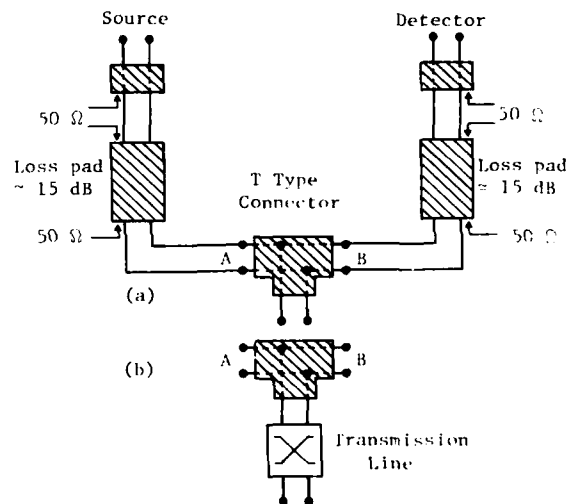 Source
Detector
50 Ω
50 Ω
Loss pad
~ 15 dB
Loss pad
≃ 15 dB
T Type
Connector
50 Ω
50 Ω
A
B
(a)
(b)
A
B
Transmission
Line